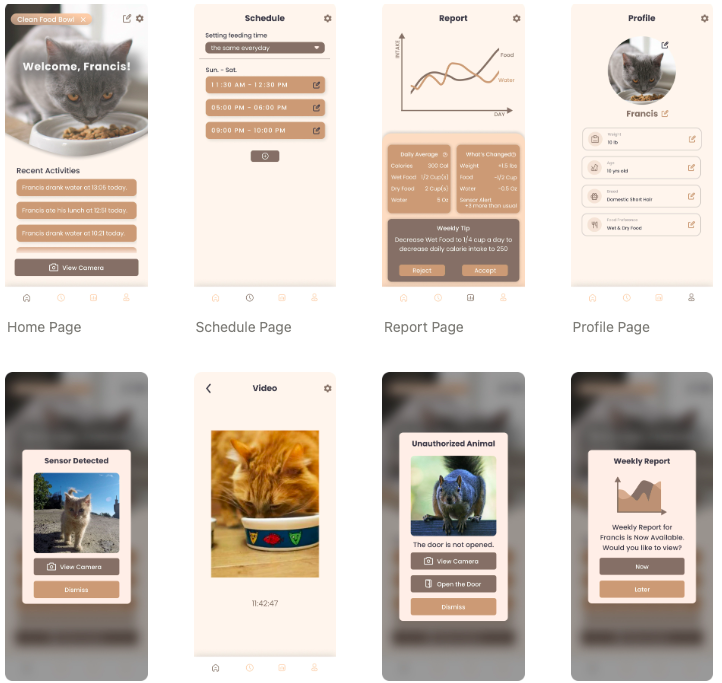 Clean Food Bowl ×
Welcome, Francis!
Recent Activities
Francis drank water at 13:05 today.
Francis ate his lunch at 12:51 today.
Francis drank water at 10:21 today.
View Camera
Home Page
Schedule
Setting feeding time
the same everyday
Sun. - Sat.
11:30 AM - 12:30 PM
05:00 PM - 06:00 PM
09:00 PM - 10:00 PM
Schedule Page
Report
INTAKE
Food
Water
DAY
Daily Average
Calories 300 Cal
Wet Food 1/2 Cup(s)
Dry Food 2 Cup(s)
Water 5 Oz
What's Changed
Weight +1.5 lbs
Food -1/3 Cup
Water -0.5 Oz
Sensor Alert
+3 more than usual
Weekly Tip
Decrease Wet Food to 1/4 cup a day to
decrease daily calorie intake to 250
Reject
Accept
Report Page
Profile
Francis
Weight
10 lb
Age
10 yrs old
Breed
Domestic Short Hair
Food Preference
Wet & Dry Food
Profile Page
Sensor Detected
View Camera
Dismiss
Video
11:42:47
Unauthorized Animal
The door is not opened.
View Camera
Open the Door
Dismiss
Weekly Report
Weekly Report for
Francis is Now Available.
Would you like to view?
Now
Later